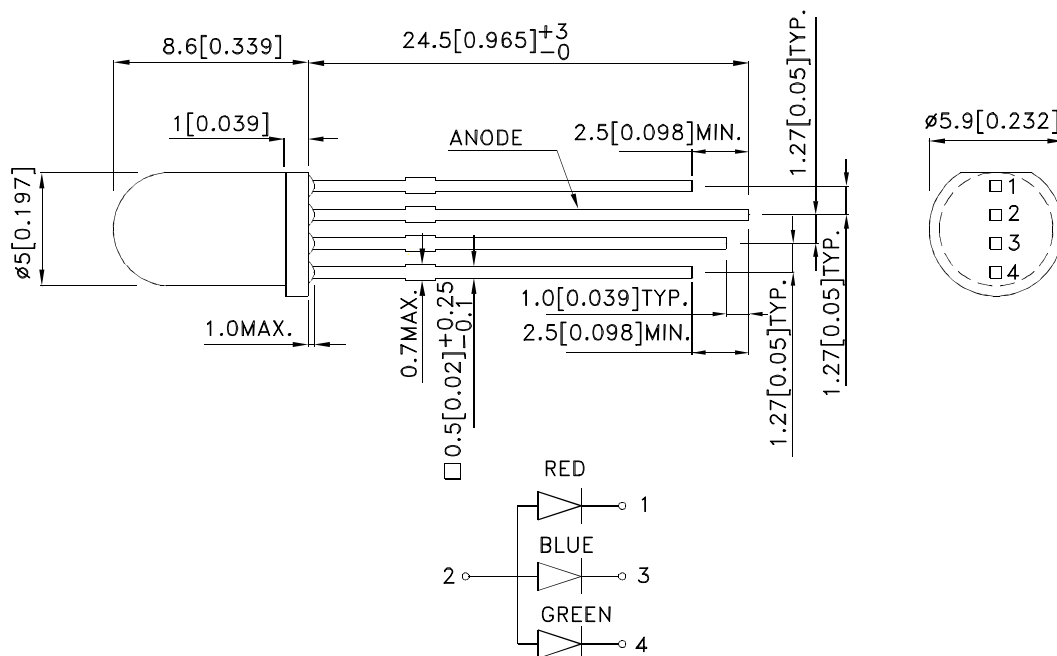 8.6[0.339]
24.5[0.965]+3 -0
1[0.039]
ANODE
2.5[0.098]MIN.
1.27[0.05]TYP.
ø5.9[0.232]
ø5[0.197]
1
2
3
4
1.0MAX.
0.7MAX.
□0.5[0.02]+0.25 -0.1
1.0[0.039]TYP.
2.5[0.098]MIN.
1.27[0.05]TYP.
1.27[0.05]TYP.
RED
1
BLUE
2
3
GREEN
4